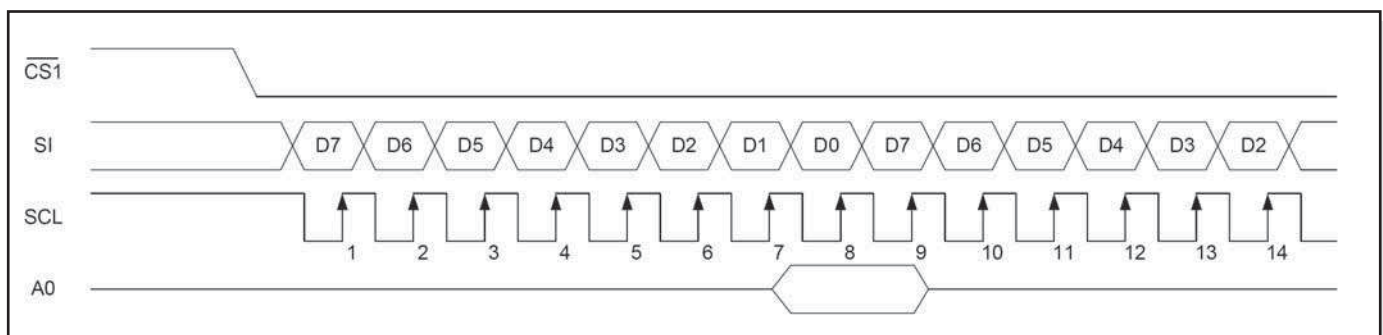 C̅S̅1̅
SI D7 D6 D5 D4 D3 D2 D1 D0 D7 D6 D5 D4 D3 D2
SCL
1 2 3 4 5 6 7 8 9 10 11 12 13 14
A0